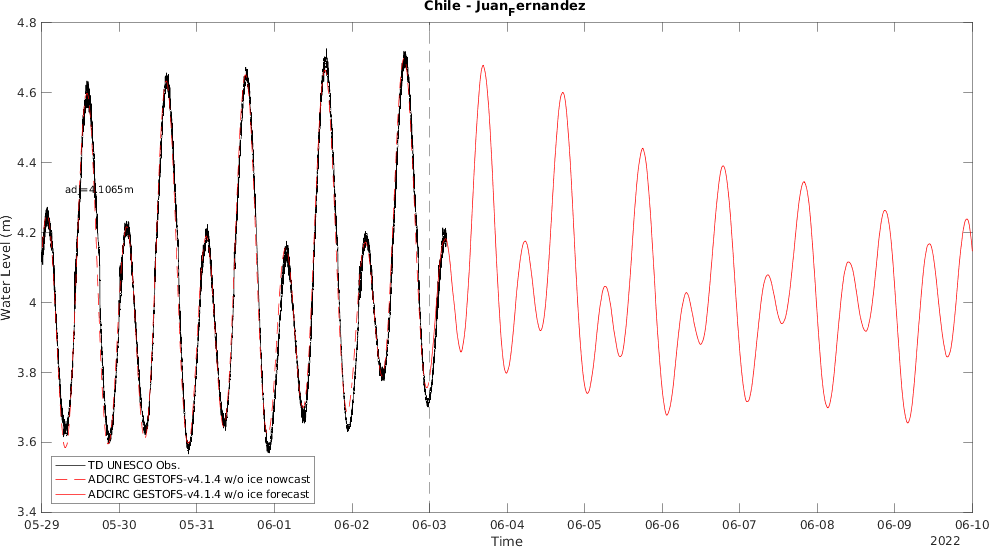 Chile - JuanFernandez
4.8
4.6
4.4
4.2
4
3.8
3.6
3.4
Water Level (m)
adj=4.1065m
TD UNESCO Obs.
ADCIRC GESTOFS-v4.1.4 w/o ice nowcast
ADCIRC GESTOFS-v4.1.4 w/o ice forecast
05-29 05-30 05-31 06-01 06-02 06-03 06-04 06-05 06-06 06-07 06-08 06-09 06-10
Time
2022